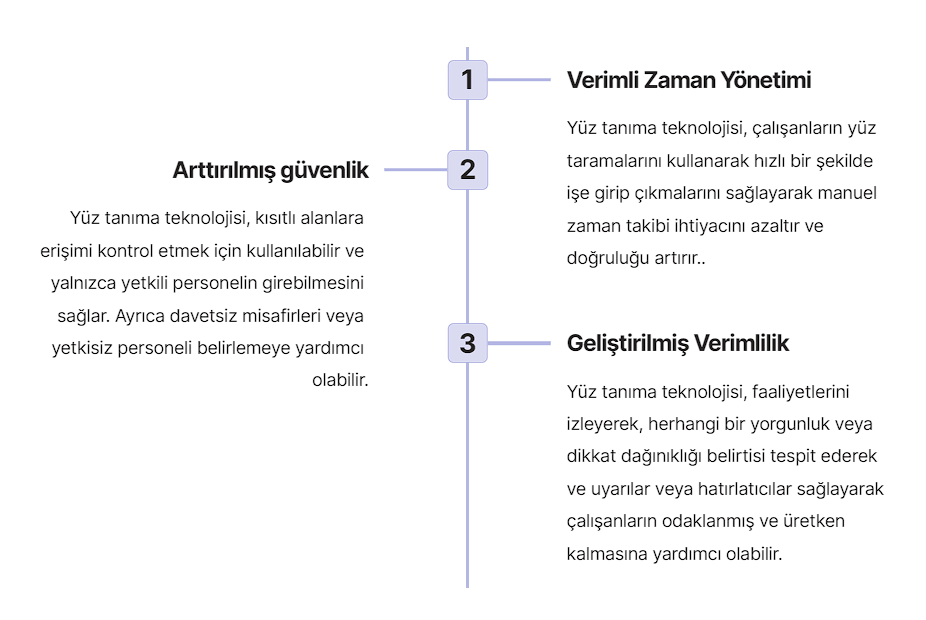 1
Verimli Zaman Yönetimi
Yüz tanıma teknolojisi, çalışanların yüz
taramalarını kullanarak hızlı bir şekilde
işe girip çıkmalarını sağlayarak manuel
zaman takibi ihtiyacını azaltır ve
doğruluğu artırır..
2
Arttırılmış güvenlik
Yüz tanıma teknolojisi, kısıtlı alanlara
erişimi kontrol etmek için kullanılabilir ve
yalnızca yetkili personelin girebilmesini
sağlar. Ayrıca davetsiz misafirleri veya
yetkisiz personeli belirlemeye yardımcı
olabilir.
3
Geliştirilmiş Verimlilik
Yüz tanıma teknolojisi, faaliyetlerini
izleyerek, herhangi bir yorgunluk veya
dikkat dağınıklığı belirtisi tespit ederek
ve uyarılar veya hatırlatıcılar sağlayarak
çalışanların odaklanmış ve üretken
kalmasına yardımcı olabilir.